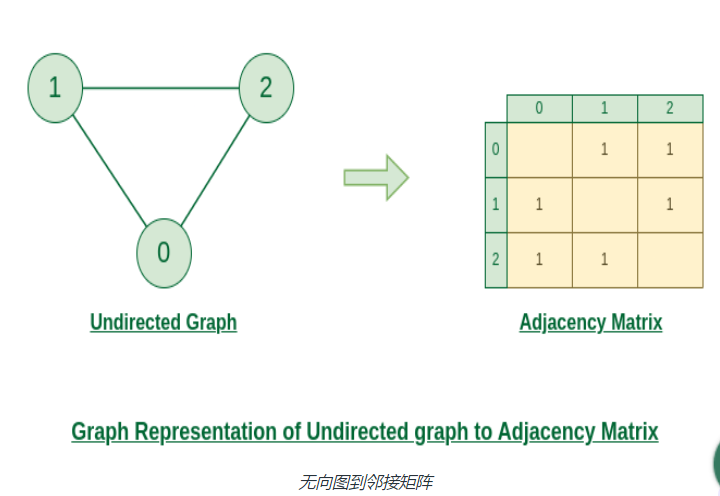 1
2
0
0 1 2
0 1 1
1 1 1
2 1 1
Undirected Graph
Adjacency Matrix
Graph Representation of Undirected graph to Adjacency Matrix
无向图到邻接矩阵